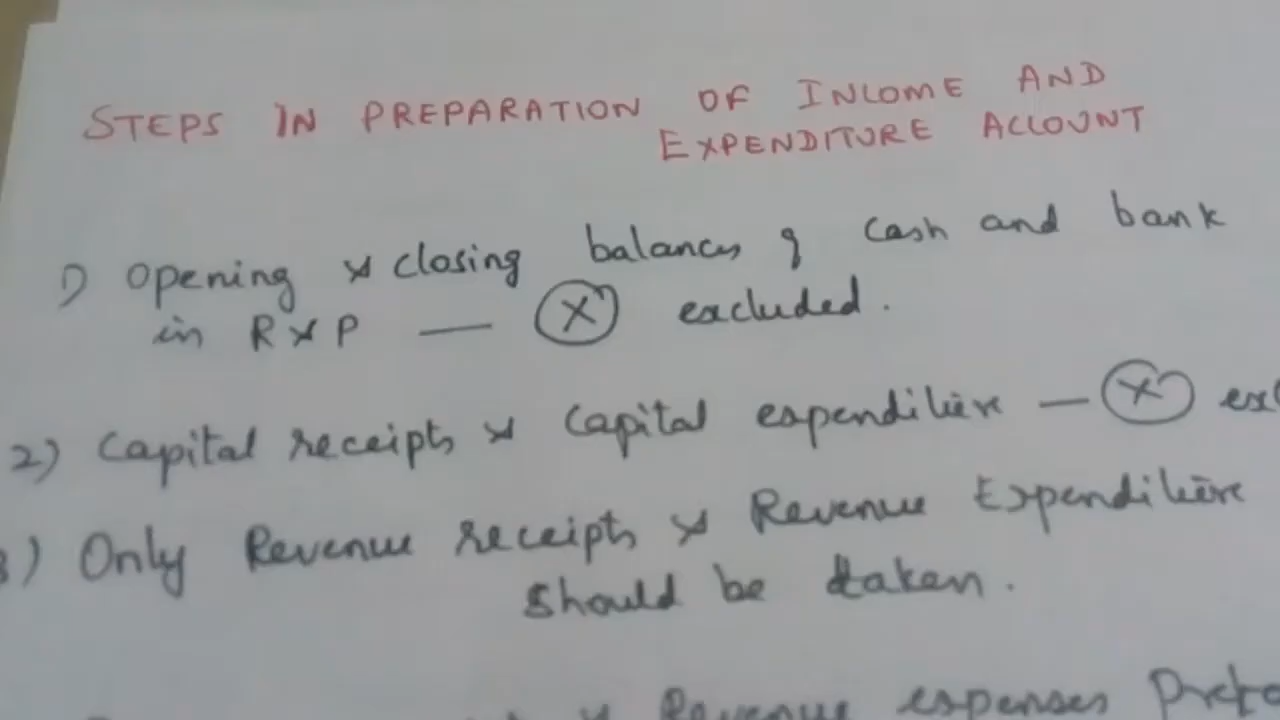 STEPS IN PREPARATION OF INCOME AND
EXPENDITURE ACCOUNT
1) Opening & closing balances of cash and bank
in R & P — X excluded.
2) Capital receipts & Capital expenditure — X
3) Only Revenue receipts & Revenue Expenditure
should be taken.
& Revenue expenses